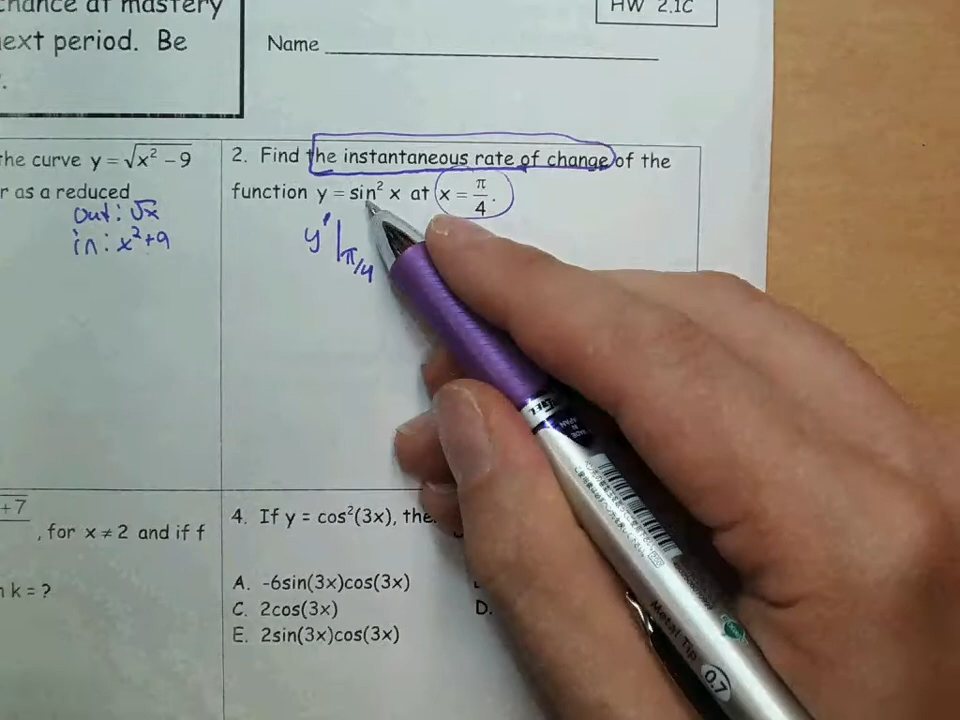 chance at mastery
next period. Be
HW 2.1C
Name
the curve y = √x² - 9
r as a reduced
out: √x
in: x²+9
2. Find the instantaneous rate of change of the
function y = sin² x at x = π/4.
y'|π/4
+7
, for x ≠ 2 and if f
k = ?
4. If y = cos²(3x), the
A. -6sin(3x)cos(3x)
C. 2cos(3x)
D.
E. 2sin(3x)cos(3x)
MADE IN JAPAN
Metal Tip
0.7